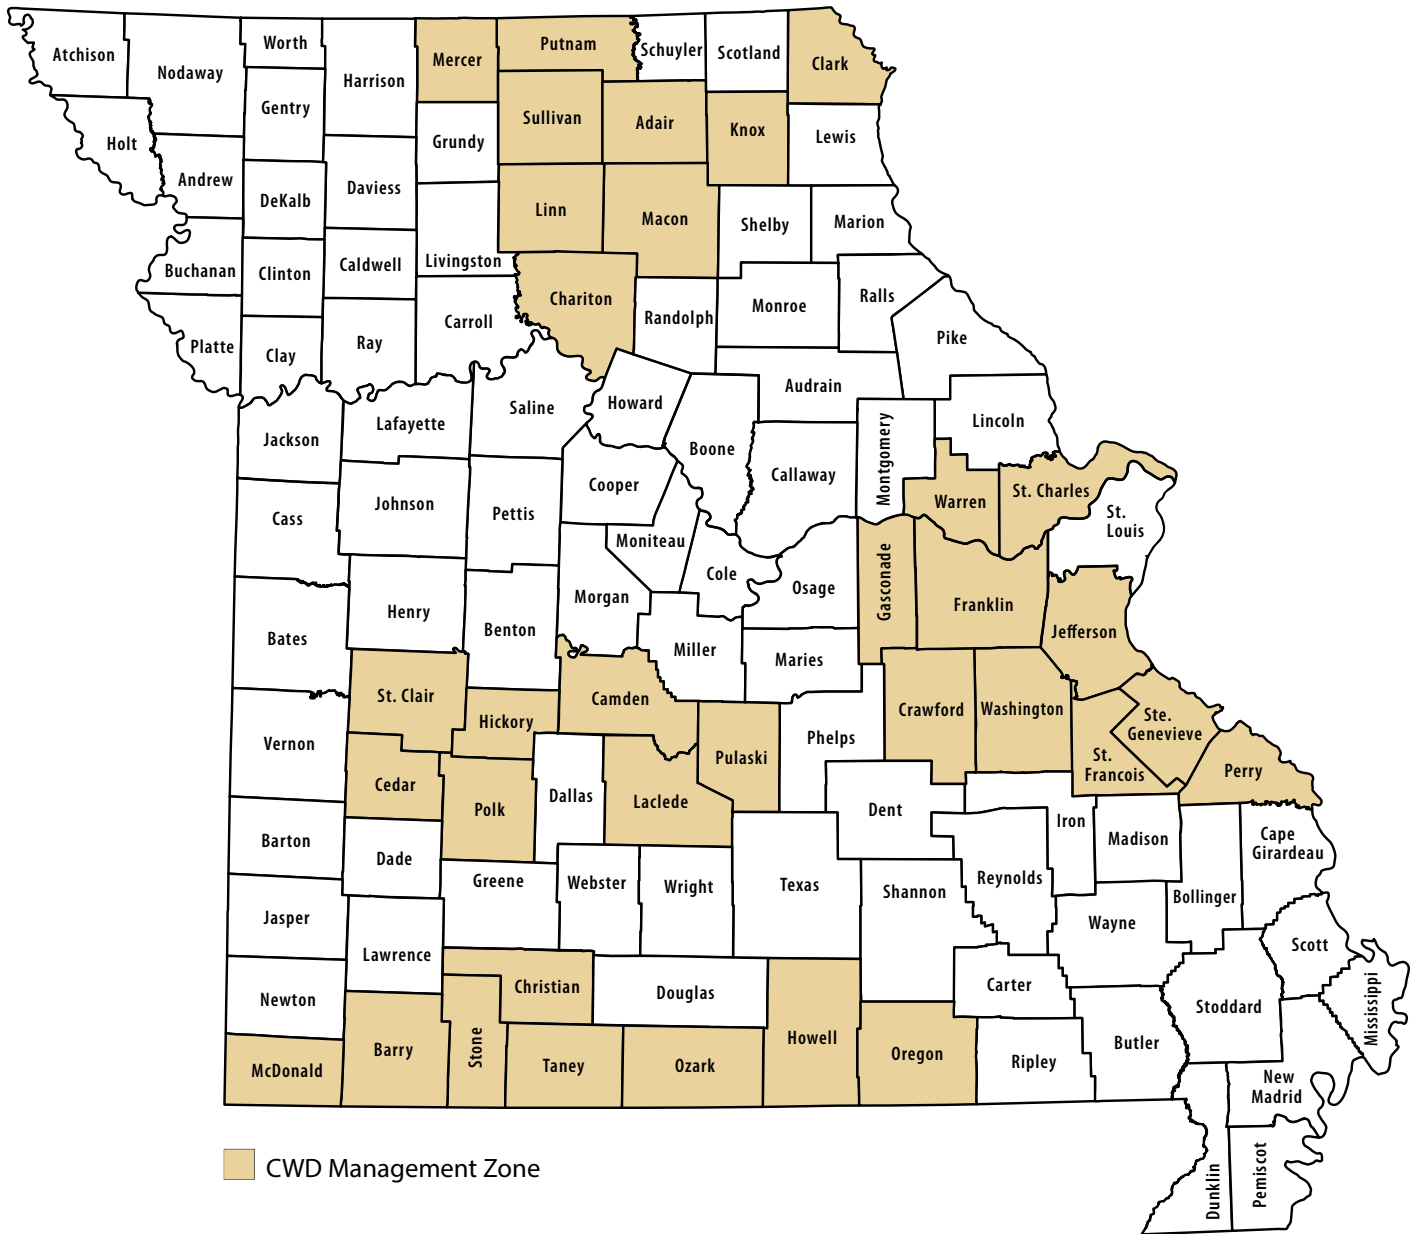 Atchison
Nodaway
Worth
Harrison
Mercer
Putnam
Schuyler
Scotland
Clark
Gentry
Holt
Andrew
DeKalb
Daviess
Grundy
Sullivan
Adair
Knox
Lewis
Linn
Macon
Shelby
Marion
Buchanan
Clinton
Caldwell
Livingston
Chariton
Randolph
Monroe
Ralls
Pike
Platte
Clay
Ray
Carroll
Audrain
Jackson
Lafayette
Saline
Howard
Boone
Callaway
Montgomery
Lincoln
Warren
St. Charles
St.
Louis
Cass
Johnson
Pettis
Cooper
Moniteau
Cole
Osage
Gasconade
Franklin
Jefferson
Bates
Henry
Benton
Morgan
Miller
Maries
St. Clair
Hickory
Camden
Pulaski
Phelps
Crawford
Washington
St.
Francois
Ste.
Genevieve
Perry
Vernon
Cedar
Polk
Dallas
Laclede
Dent
Iron
Madison
Cape
Girardeau
Barton
Dade
Greene
Webster
Wright
Texas
Shannon
Reynolds
Wayne
Bollinger
Jasper
Lawrence
Scott
Newton
Christian
Douglas
Carter
Stoddard
Mississippi
McDonald
Barry
Stone
Taney
Ozark
Howell
Oregon
Ripley
Butler
New
Madrid
Dunklin
Pemiscot
CWD Management Zone